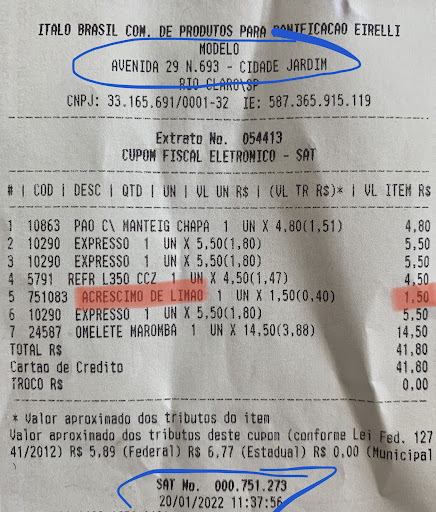 ITALO BRASIL COM. DE PRODUTOS PARA PANIFICACAO EIRELLI
MODELO
AVENIDA 29 N.693 - CIDADE JARDIM
RIO CLARO\SP
CNPJ: 33.165.691/0001-32 IE: 587.365.915.119
Extrato No. 054413
CUPOM FISCAL ELETRONICO - SAT
# | COD | DESC | QTD | UN | VL UN R$ | (VL TR R$)* | VL ITEM R$
1 10863 PAO C\ MANTEIG CHAPA 1 UN X 4,80(1,51) 4,80
2 10290 EXPRESSO 1 UN X 5,50(1,80) 5,50
3 10290 EXPRESSO 1 UN X 5,50(1,80) 5,50
4 5791 REFR L350 CCZ 1 UN X 4,50(1,47) 4,50
5 751083 ACRESCIMO DE LIMAO 1 UN X 1,50(0,40) 1,50
6 10290 EXPRESSO 1 UN X 5,50(1,80) 5,50
7 24587 OMELETE MAROMBA 1 UN X 14,50(3,88) 14,50
TOTAL R$ 41,80
Cartao de Credito 41,80
TROCO R$ 0,00
* Valor aproximado dos tributos do item
Valor aproximado dos tributos deste cupom (conforme Lei Fed. 127
41/2012) R$ 5,89 (Federal) R$ 6,77 (Estadual) R$ 0,00 (Municipal
SAT No. 000.751.273
20/01/2022 11:37:56